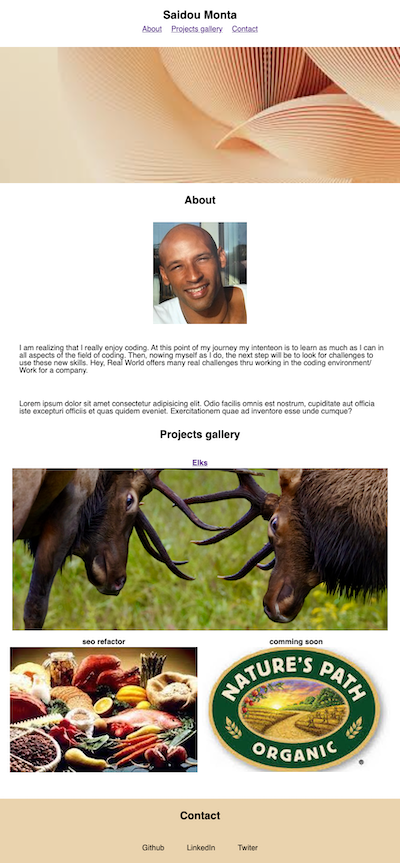 Saidou Monta
About Projects gallery Contact
About
I am realizing that I really enjoy coding. At this point of my journey my intenteon is to learn as much as I can in
all aspects of the field of coding. Then, nowing myself as I do, the next step will be to look for challenges to
use these new skills. Hey, Real World offers many real challenges thru working in the coding environment/
Work for a company.
Lorem ipsum dolor sit amet consectetur adipisicing elit. Odio facilis omnis est nostrum, cupiditate aut officia
iste excepturi officiis et quas quidem eveniet. Exercitationem quae ad inventore esse unde cumque?
Projects gallery
Elks
seo refactor
comming soon
NATURE'S PATH
ORGANIC
Contact
Github LinkedIn Twiter